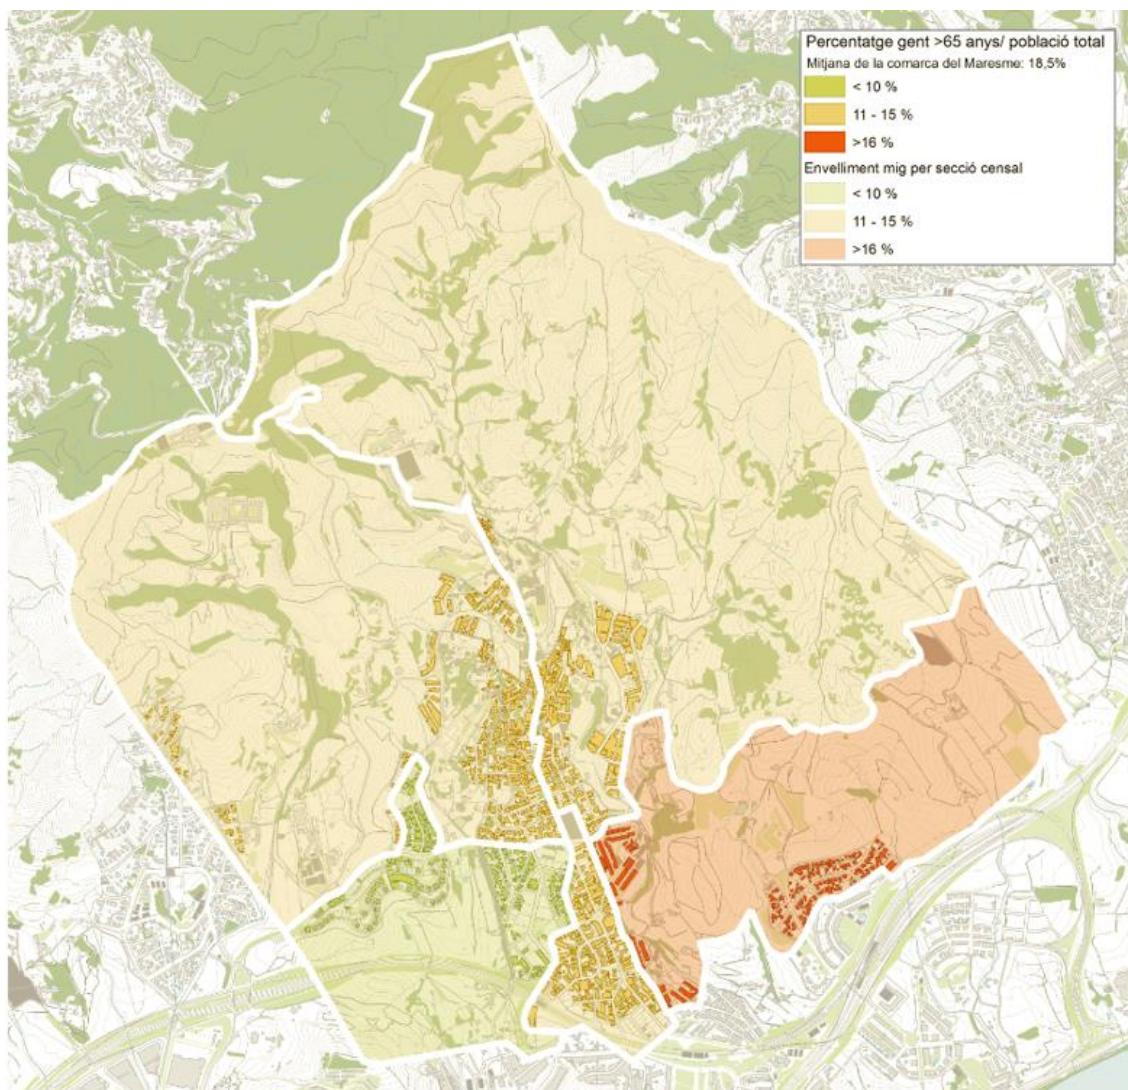 Percentatge gent >65 anys/ població total
Mitjana de la comarca del Maresme: 18,5%
< 10 %
11 - 15 %
>16 %
Envelliment mig per secció censal
< 10 %
11 - 15 %
>16 %